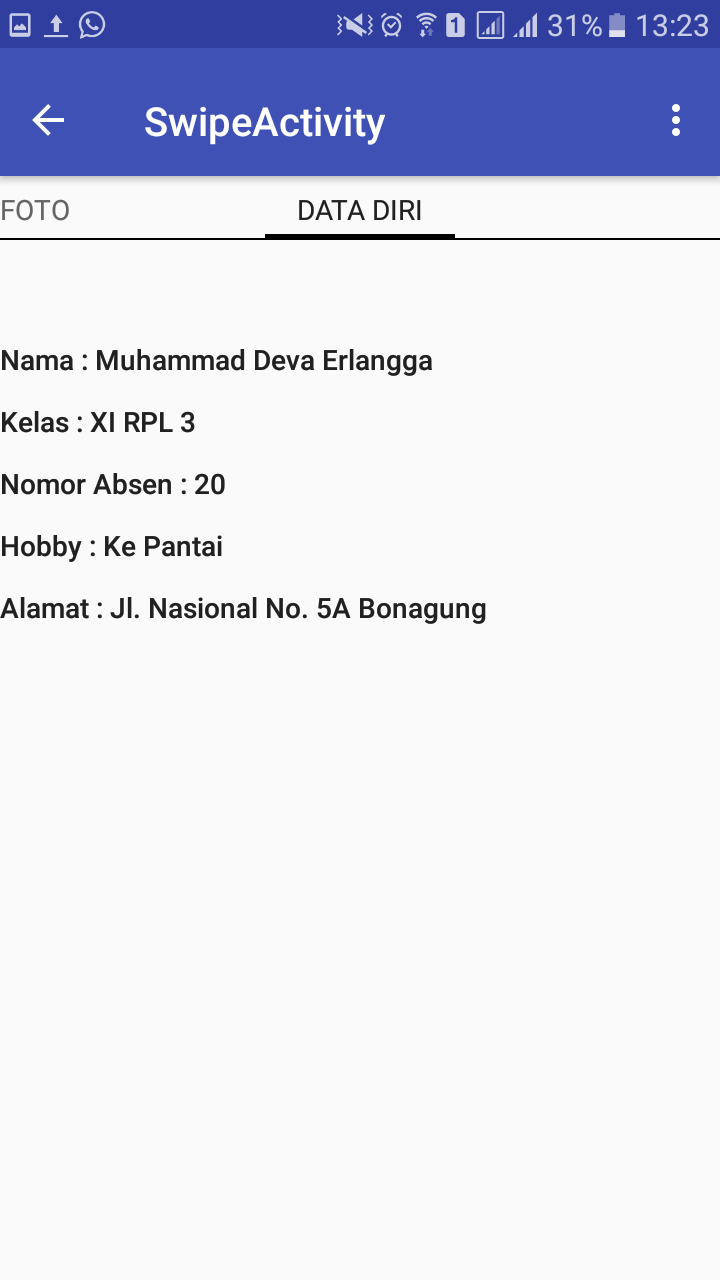 31% 13:23
SwipeActivity
FOTO DATA DIRI
Nama : Muhammad Deva Erlangga
Kelas : XI RPL 3
Nomor Absen : 20
Hobby : Ke Pantai
Alamat : Jl. Nasional No. 5A Bonagung